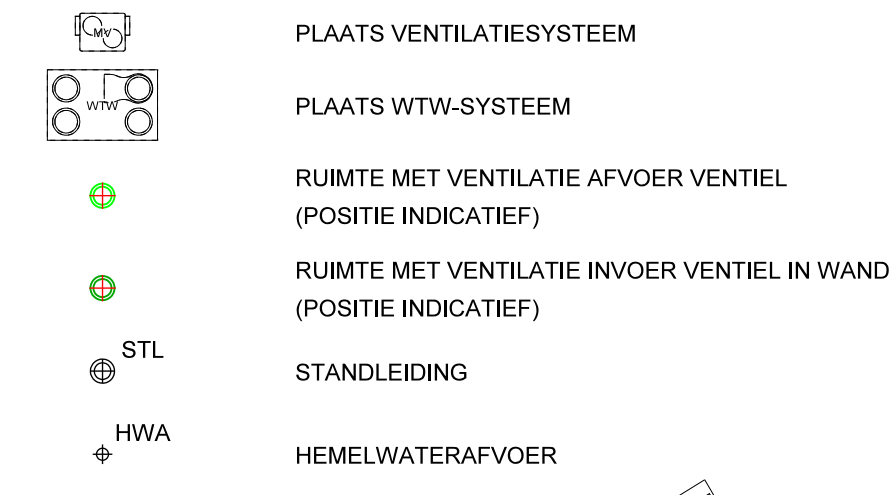 MV PLAATS VENTILATIESYSTEEM
WTW PLAATS WTW-SYSTEEM
RUIMTE MET VENTILATIE AFVOER VENTIEL
(POSITIE INDICATIEF)
RUIMTE MET VENTILATIE INVOER VENTIEL IN WAND
(POSITIE INDICATIEF)
STL
STANDLEIDING
HWA
HEMELWATERAFVOER